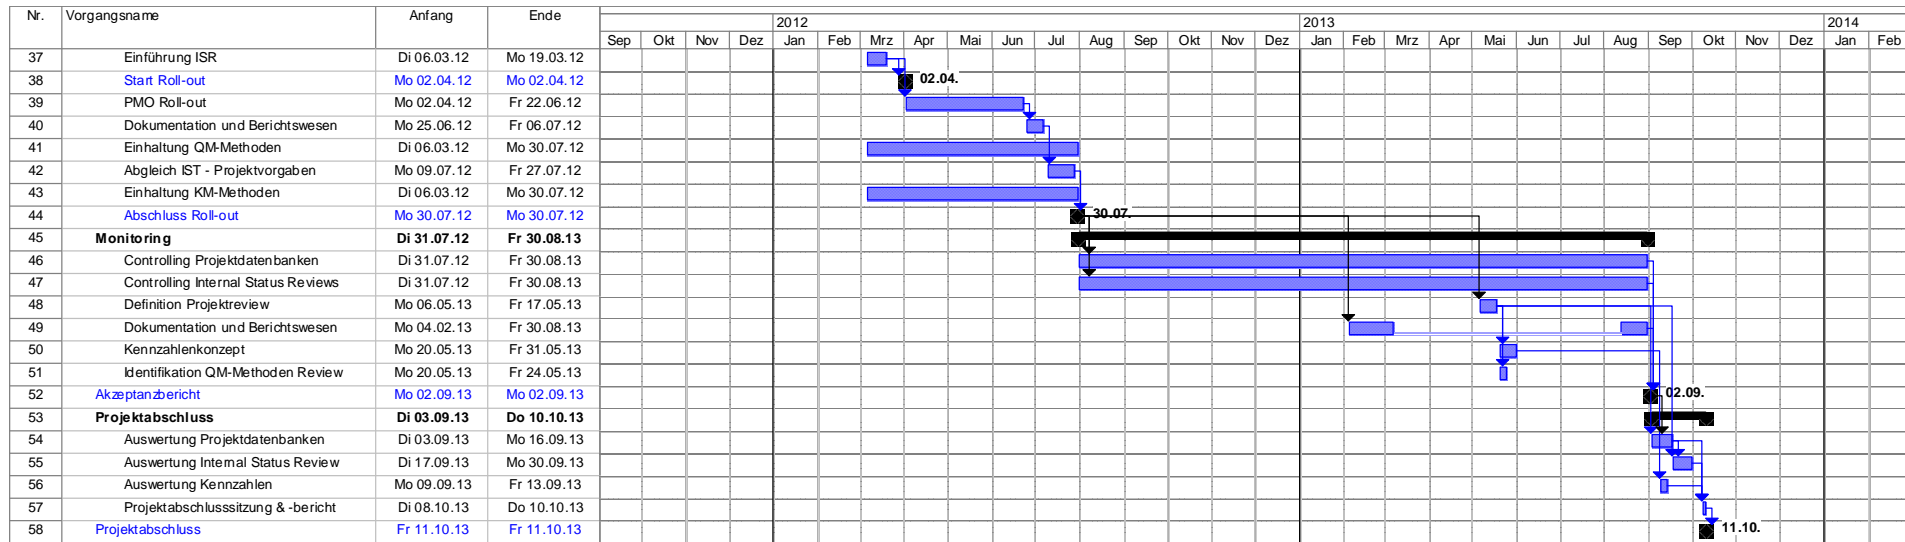 Nr. Vorgangsname Anfang Ende
2012 2013 2014
Sep Okt Nov Dez Jan Feb Mrz Apr Mai Jun Jul Aug Sep Okt Nov Dez Jan Feb Mrz Apr Mai Jun Jul Aug Sep Okt Nov Dez Jan Feb
37 Einführung ISR Di 06.03.12 Mo 19.03.12
38 Start Roll-out Mo 02.04.12 Mo 02.04.12 02.04.
39 PMO Roll-out Mo 02.04.12 Fr 22.06.12
40 Dokumentation und Berichtswesen Mo 25.06.12 Fr 06.07.12
41 Einhaltung QM-Methoden Di 06.03.12 Mo 30.07.12
42 Abgleich IST - Projektvorgaben Mo 09.07.12 Fr 27.07.12
43 Einhaltung KM-Methoden Di 06.03.12 Mo 30.07.12
44 Abschluss Roll-out Mo 30.07.12 Mo 30.07.12 30.07.
45 Monitoring Di 31.07.12 Fr 30.08.13
46 Controlling Projektdatenbanken Di 31.07.12 Fr 30.08.13
47 Controlling Internal Status Reviews Di 31.07.12 Fr 30.08.13
48 Definition Projektreview Mo 06.05.13 Fr 17.05.13
49 Dokumentation und Berichtswesen Mo 04.02.13 Fr 30.08.13
50 Kennzahlenkonzept Mo 20.05.13 Fr 31.05.13
51 Identifikation QM-Methoden Review Mo 20.05.13 Fr 24.05.13
52 Akzeptanzbericht Mo 02.09.13 Mo 02.09.13 02.09.
53 Projektabschluss Di 03.09.13 Do 10.10.13
54 Auswertung Projektdatenbanken Di 03.09.13 Mo 16.09.13
55 Auswertung Internal Status Review Di 17.09.13 Mo 30.09.13
56 Auswertung Kennzahlen Mo 09.09.13 Fr 13.09.13
57 Projektabschlusssitzung & -bericht Di 08.10.13 Do 10.10.13
58 Projektabschluss Fr 11.10.13 Fr 11.10.13 11.10.